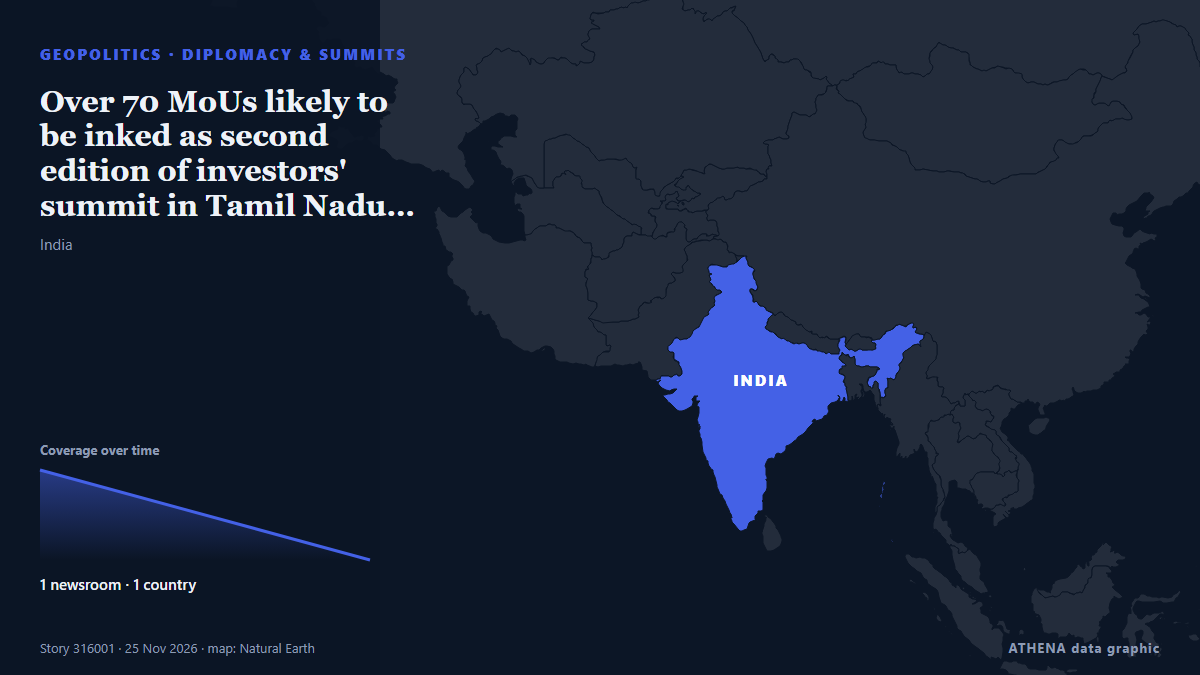 GEOPOLITICS · DIPLOMACY & SUMMITS
Over 70 MoUs likely to
be inked as second
edition of investors'
summit in Tamil Nadu...
India
INDIA
Coverage over time
1 newsroom · 1 country
Story 316001 · 25 Nov 2026 · map: Natural Earth
ATHENA data graphic